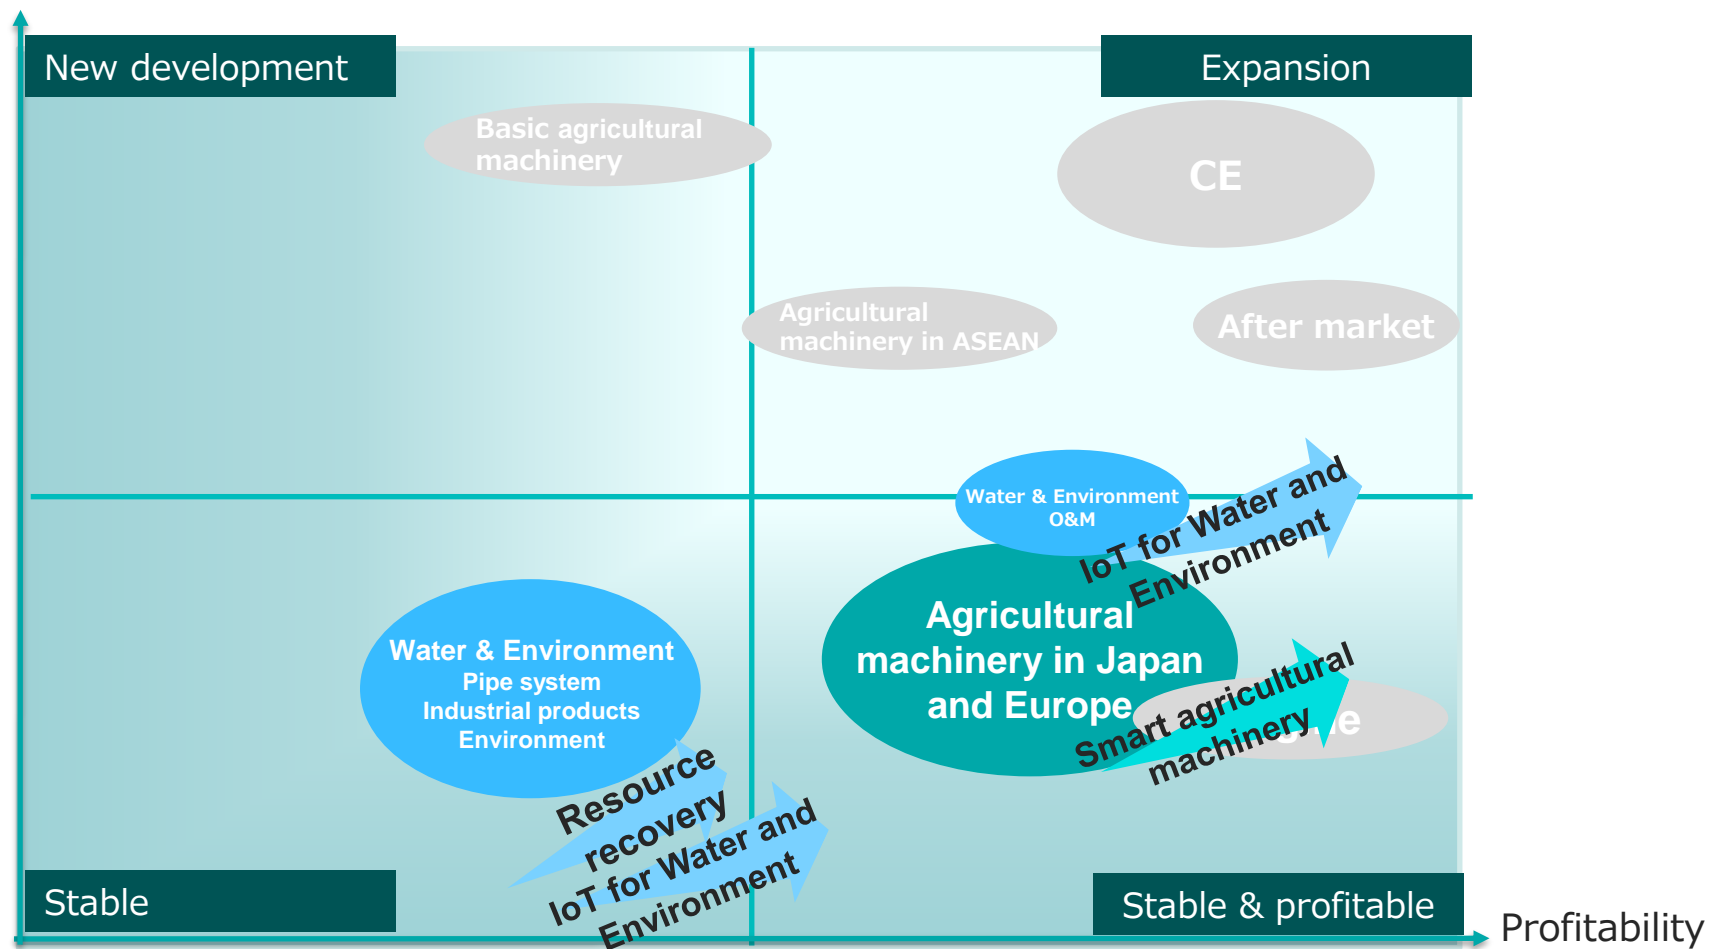 New development
Expansion
Basic agricultural
machinery
CE
Agricultural
machinery in ASEAN
After market
Water & Environment
O&M
IoT for Water and
Environment
Agricultural
machinery in Japan
and Europe
Water & Environment
Pipe system
Industrial products
Environment
Smart agricultural
machinery
Resource
recovery
IoT for Water and
Environment
Stable
Stable & profitable
Profitability